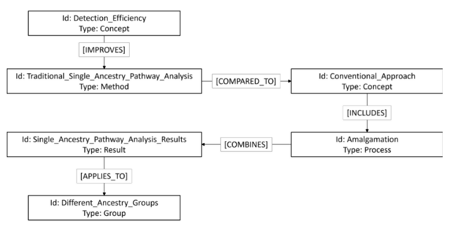 Id: Detection_Efficiency
Type: Concept
[IMPROVES]
Id: Traditional_Single_Ancestry_Pathway_Analysis
Type: Method
[COMPARED_TO]
Id: Conventional_Approach
Type: Concept
[INCLUDES]
Id: Amalgamation
Type: Process
[COMBINES]
Id: Single_Ancestry_Pathway_Analysis_Results
Type: Result
[APPLIES_TO]
Id: Different_Ancestry_Groups
Type: Group